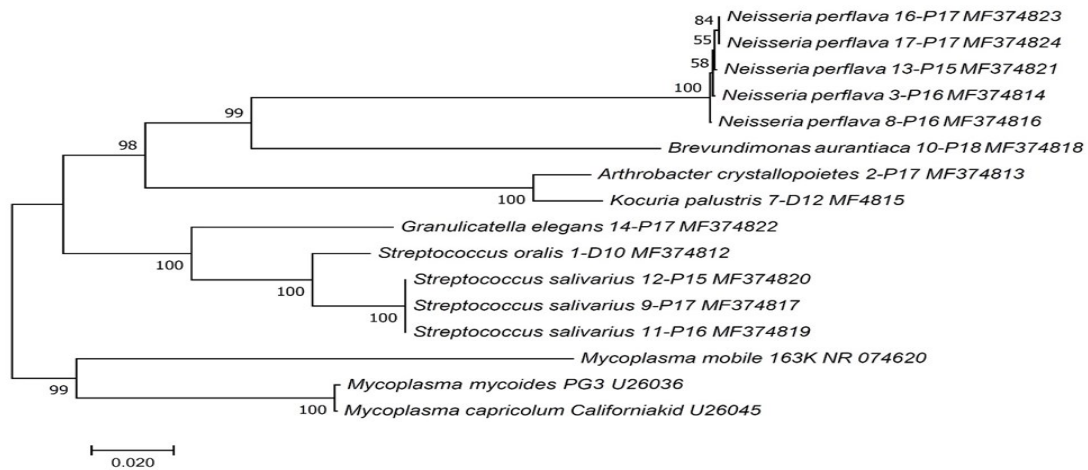 84
Neisseria perflava 16-P17 MF374823
55
Neisseria perflava 17-P17 MF374824
58
Neisseria perflava 13-P15 MF374821
100
Neisseria perflava 3-P16 MF374814
99
Neisseria perflava 8-P16 MF374816
98
Brevundimonas aurantiaca 10-P18 MF374818
Arthrobacter crystallopoietes 2-P17 MF374813
100
Kocuria palustris 7-D12 MF4815
Granulicatella elegans 14-P17 MF374822
Streptococcus oralis 1-D10 MF374812
100
Streptococcus salivarius 12-P15 MF374820
100
Streptococcus salivarius 9-P17 MF374817
100
Streptococcus salivarius 11-P16 MF374819
Mycoplasma mobile 163K NR 074620
99
Mycoplasma mycoides PG3 U26036
100
Mycoplasma capricolum Californiakid U26045
0.020